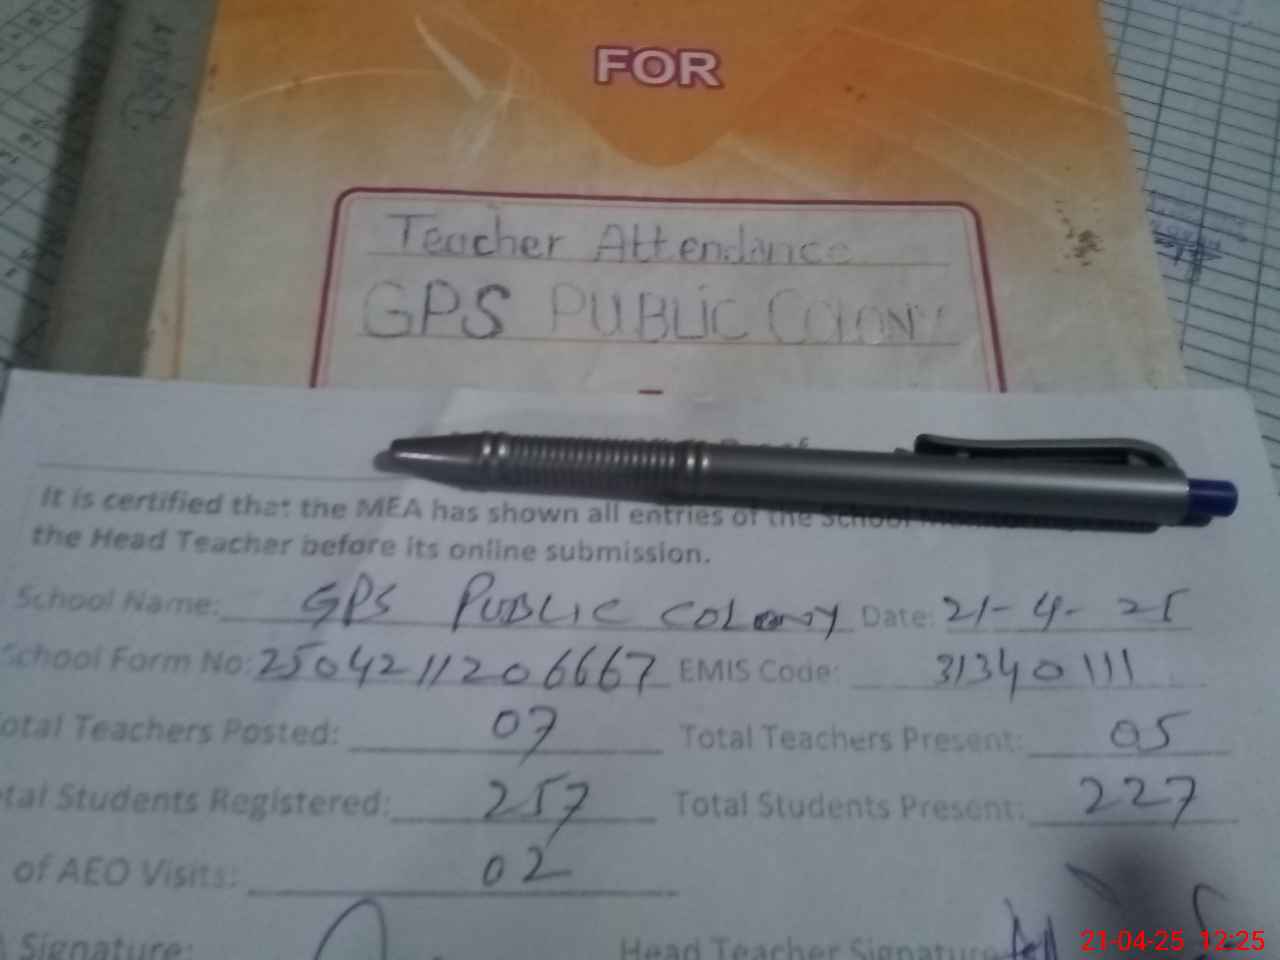 FOR
Teacher Attendance
GPS PUBLIC COLONY
It is certified that the MEA has shown all entries of the School
the Head Teacher before its online submission.
School Name: GPS PUBLIC COLONY Date: 21-4-25
School Form No: 2504211206667 EMIS Code: 31340111
otal Teachers Posted: 07 Total Teachers Present: 05
tal Students Registered: 257 Total Students Present: 227
of AEO Visits: 02
Signature: Head Teacher Signature
21-04-25 12:25